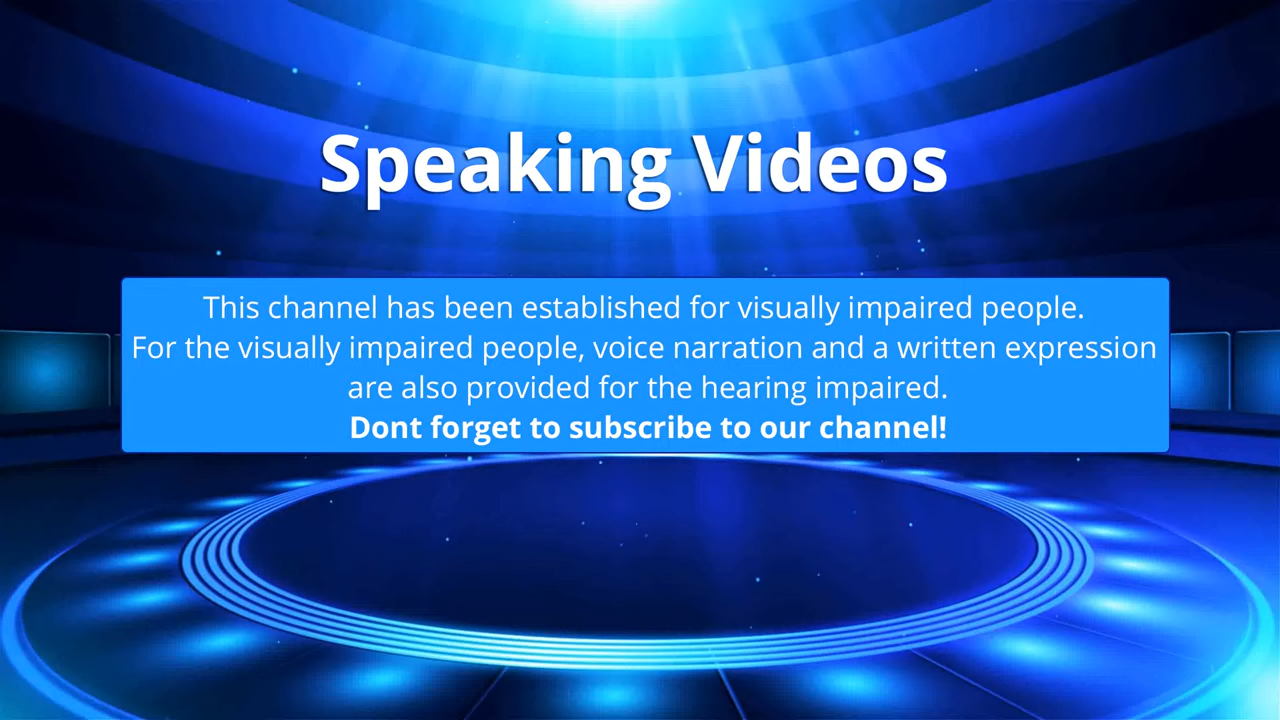 Speaking Videos
This channel has been established for visually impaired people.
For the visually impaired people, voice narration and a written expression
are also provided for the hearing impaired.
Dont forget to subscribe to our channel!